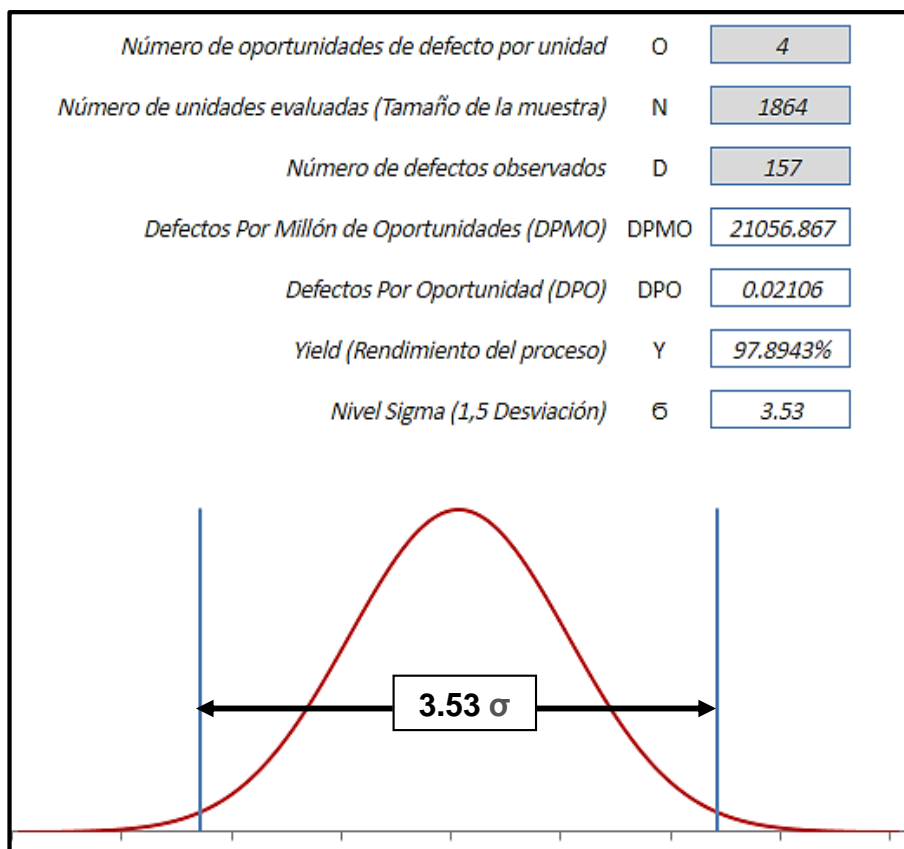 Número de oportunidades de defecto por unidad O 4
Número de unidades evaluadas (Tamaño de la muestra) N 1864
Número de defectos observados D 157
Defectos Por Millón de Oportunidades (DPMO) DPMO 21056.867
Defectos Por Oportunidad (DPO) DPO 0.02106
Yield (Rendimiento del proceso) Y 97.8943%
Nivel Sigma (1,5 Desviación) Ϭ 3.53
3.53 σ